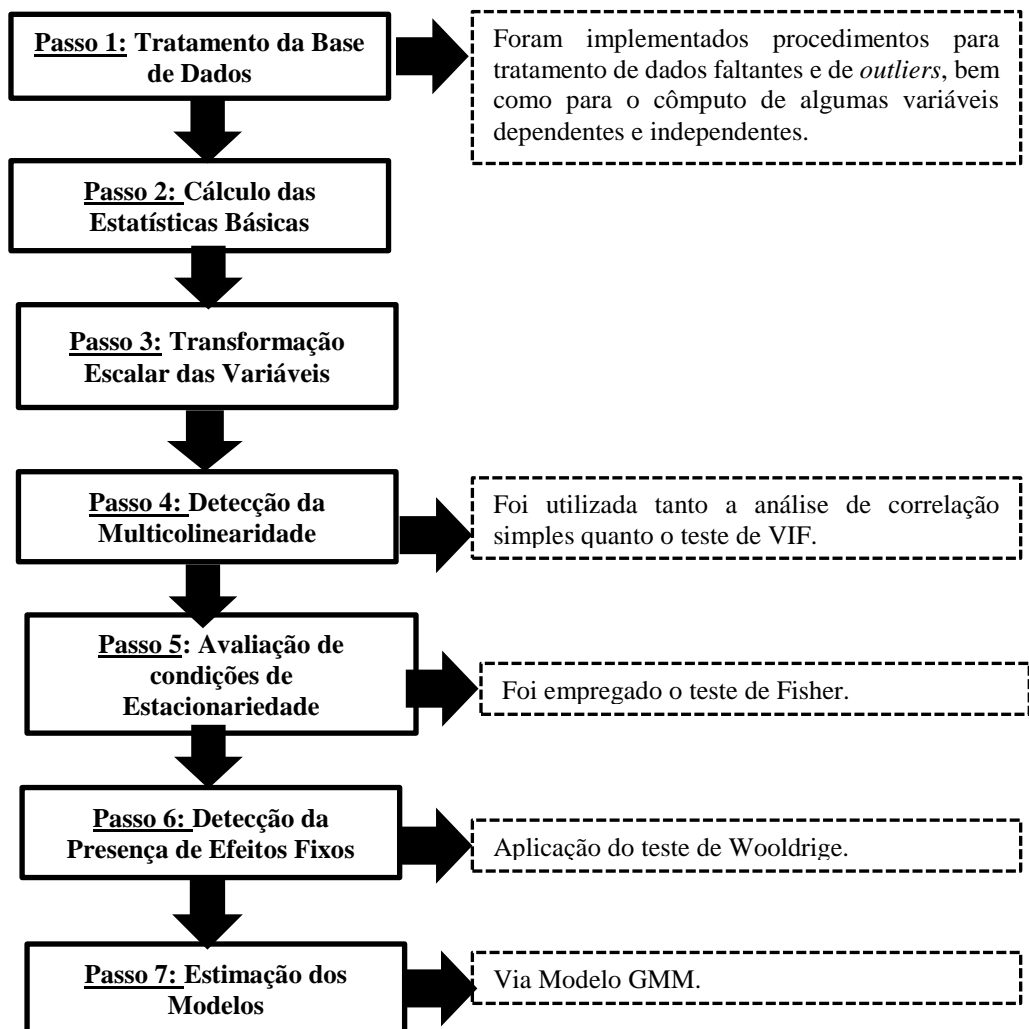 Passo 1: Tratamento da Base
de Dados
Foram implementados procedimentos para
tratamento de dados faltantes e de outliers, bem
como para o cômputo de algumas variáveis
dependentes e independentes.
Passo 2: Cálculo das
Estatísticas Básicas
Passo 3: Transformação
Escalar das Variáveis
Passo 4: Detecção da
Multicolinearidade
Foi utilizada tanto a análise de correlação
simples quanto o teste de VIF.
Passo 5: Avaliação de
condições de
Estacionariedade
Foi empregado o teste de Fisher.
Passo 6: Detecção da
Presença de Efeitos Fixos
Aplicação do teste de Wooldrige.
Passo 7: Estimação dos
Modelos
Via Modelo GMM.